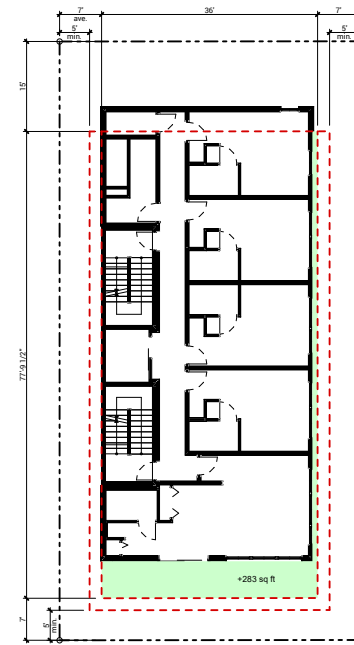 7' 36' 7'
ave.
5' 5'
min. min.
15'
77'-9 1/2"
+283 sq ft
7'
5'
min.